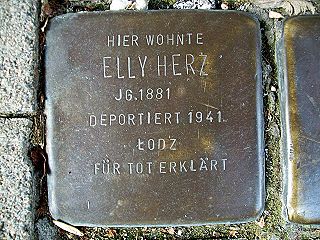 HIER WOHNTE
ELLY HERZ
JG. 1881
DEPORTIERT 1941
ŁODZ
FÜR TOT ERKLÄRT